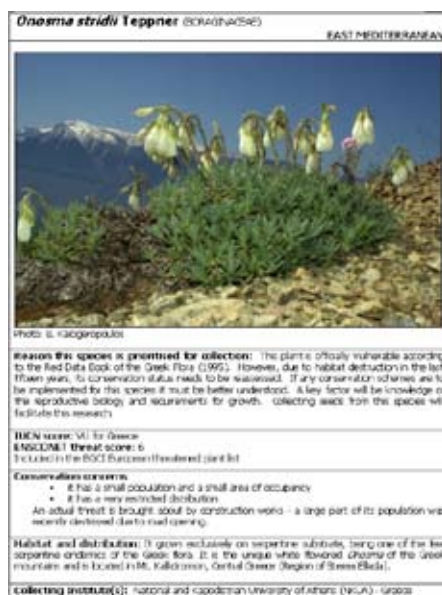 Onosma stridii Teppner (BORAGINACEAE)
EAST MEDITERRANEAN
Photo: G. Kalogeropoulos
Reason this species is prioritised for collection: This plant is officially Vulnerable according
to the Red Data Book of the Greek Flora (1995). However, due to habitat destruction in the last
fifteen years, its conservation status needs to be reassessed. If any conservation schemes are to
be implemented for this species it must be better understood. A key factor will be knowledge o
the reproductive biology and requirements for growth. Collecting seeds from this species wil
facilitate this research.
IUCN score: VU for Greece
ENSCONET threat score: 6
Included in the BGCI European threatened plant list
Conservation concerns
• it has a small population and a small area of occupancy
• it has a very restricted distribution
An actual threat is brought about by construction works – a large part of its population was
recently destroyed due to road opening.
Habitat and distribution: It grows exclusively on serpentine substrate, being one of the few
serpentine endemics of the Greek flora. It is the unique white flowered Onosma of the Greek
mountains and is located in Mt. Kallidromon, Central Greece (Region of Sterea Ellada).
Collecting Institute(s): National and Kapodistrian University of Athens (NKUA) - Greece